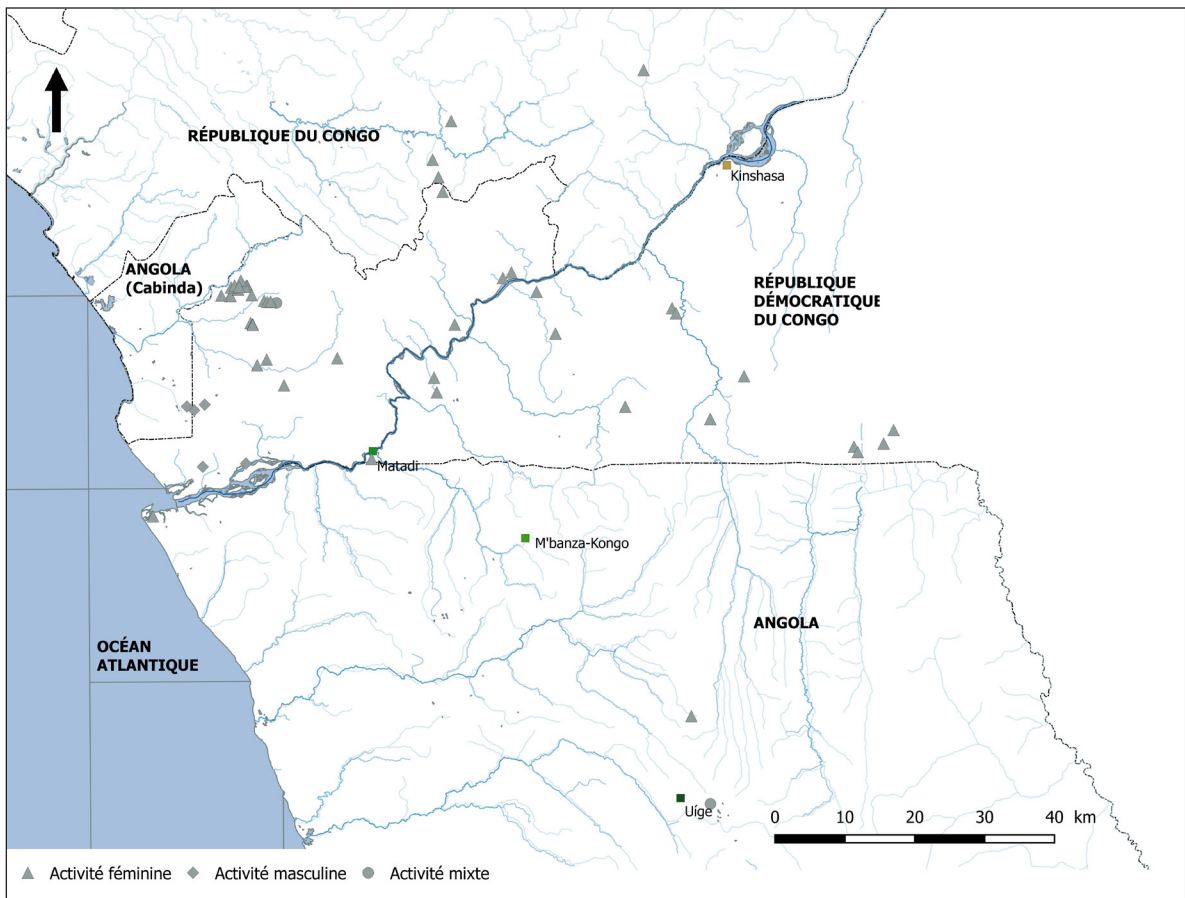 RÉPUBLIQUE DU CONGO
Kinshasa
ANGOLA
(Cabinda)
RÉPUBLIQUE
DÉMOCRATIQUE
DU CONGO
Matadi
M'banza-Kongo
ANGOLA
OCÉAN
ATLANTIQUE
Uíge
0 10 20 30 40 km
Activité féminine Activité masculine Activité mixte